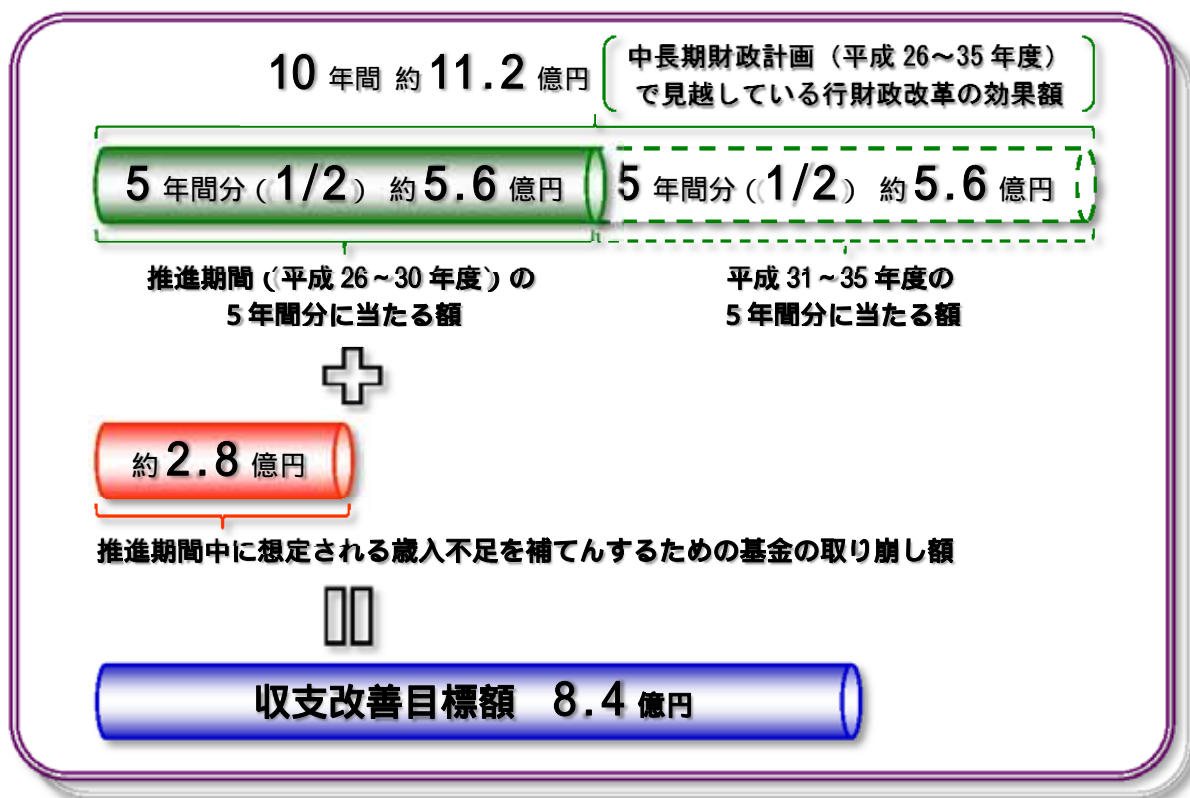 10 年間 約 11.2 億円
中長期財政計画（平成 26～35 年度）
で見越している行財政改革の効果額
5 年間分（1/2） 約 5.6 億円
5 年間分（1/2） 約 5.6 億円
推進期間（平成 26～30 年度）の
5 年間分に当たる額
平成 31～35 年度の
5 年間分に当たる額
約 2.8 億円
推進期間中に想定される歳入不足を補てんするための基金の取り崩し額
収支改善目標額 8.4 億円